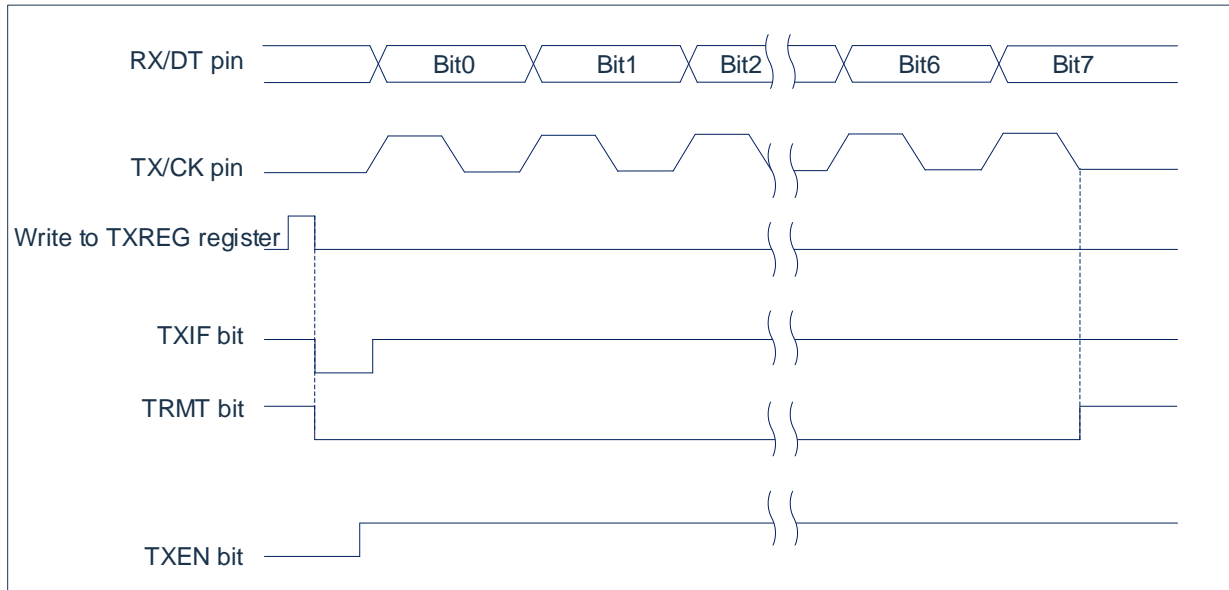 RX/DT pin
Bit0 Bit1 Bit2 Bit6 Bit7
TX/CK pin
Write to TXREG register
TXIF bit
TRMT bit
TXEN bit